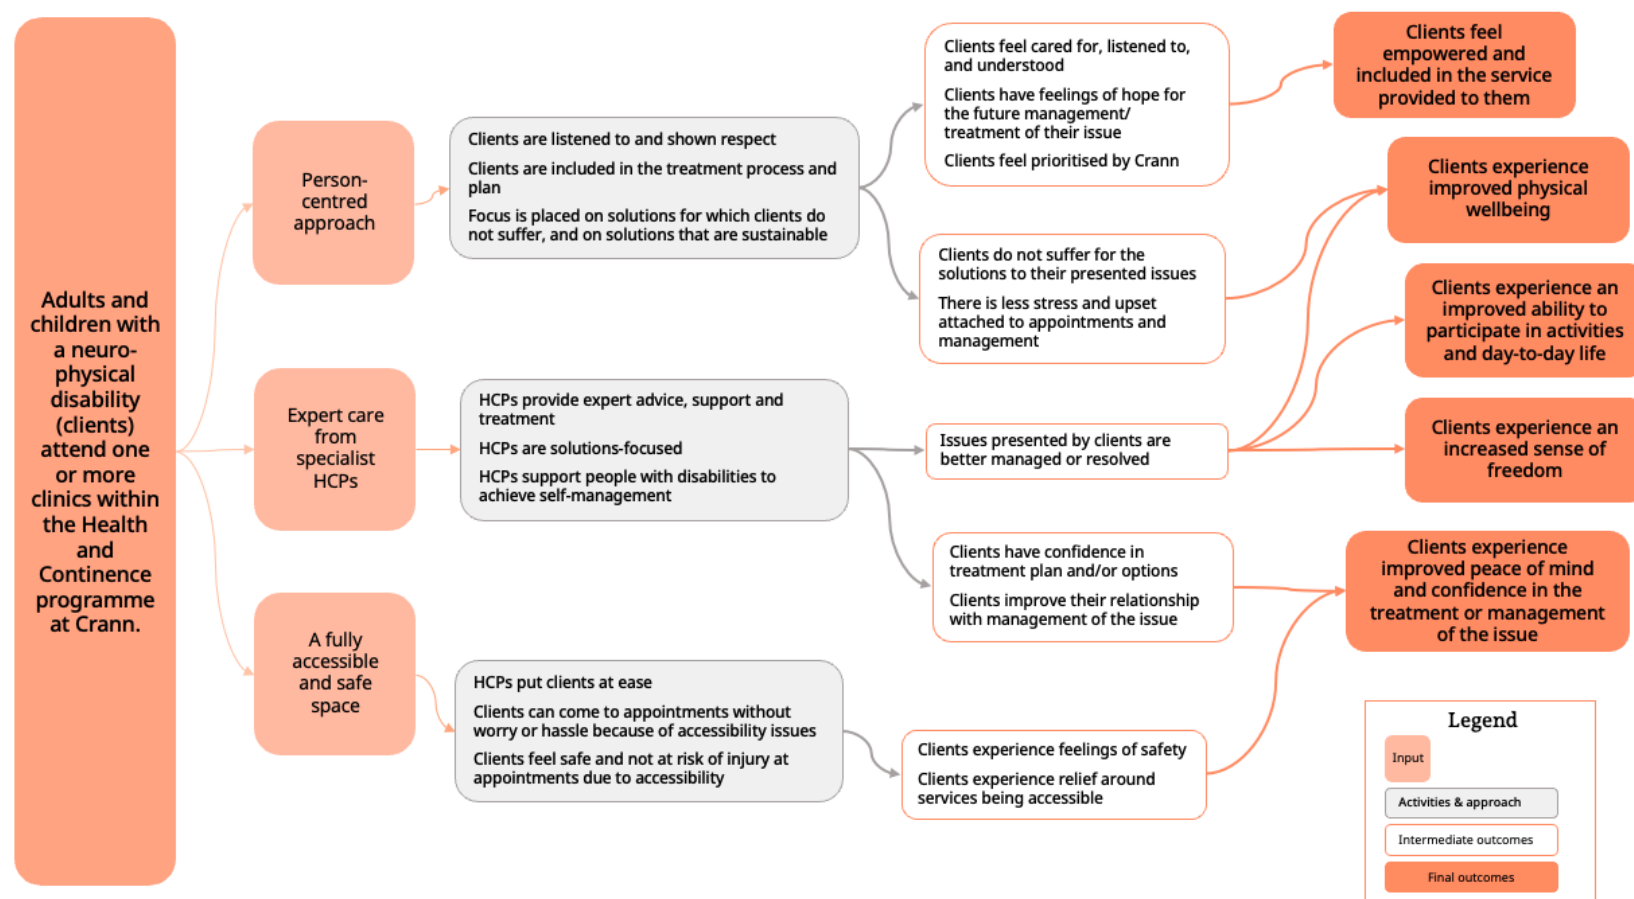 Adults and
children with
a neuro-
physical
disability
(clients)
attend one
or more
clinics within
the Health
and
Continence
programme
at Crann.
Person-
centred
approach
Expert care
from
specialist
HCPs
A fully
accessible
and safe
space
Clients are listened to and shown respect
Clients are included in the treatment process and
plan
Focus is placed on solutions for which clients do
not suffer, and on solutions that are sustainable
HCPs provide expert advice, support and
treatment
HCPs are solutions-focused
HCPs support people with disabilities to
achieve self-management
HCPs put clients at ease
Clients can come to appointments without
worry or hassle because of accessibility issues
Clients feel safe and not at risk of injury at
appointments due to accessibility
Clients feel cared for, listened to,
and understood
Clients have feelings of hope for
the future management/
treatment of their issue
Clients feel prioritised by Crann
Clients do not suffer for the
solutions to their presented issues
There is less stress and upset
attached to appointments and
management
Issues presented by clients are
better managed or resolved
Clients have confidence in
treatment plan and/or options
Clients improve their relationship
with management of the issue
Clients experience feelings of safety
Clients experience relief around
services being accessible
Clients feel
empowered and
included in the service
provided to them
Clients experience
improved physical
wellbeing
Clients experience an
improved ability to
participate in activities
and day-to-day life
Clients experience an
increased sense of
freedom
Clients experience
improved peace of mind
and confidence in the
treatment or management
of the issue
Legend
Input
Activities & approach
Intermediate outcomes
Final outcomes